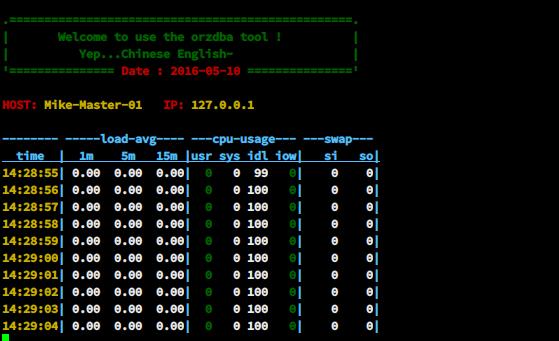 .=================================================.
|       Welcome to use the orzdba tool !          |
|          Yep...Chinese English~                 |
'=============== Date : 2016-05-10 ==============='
HOST: Mike-Master-01   IP: 127.0.0.1
-------- -----load-avg---- ---cpu-usage--- ---swap---
  time  |  1m    5m   15m |usr sys idl iow|   si   so|
14:28:55| 0.00  0.00  0.00|  0   0  99   0|    0    0|
14:28:56| 0.00  0.00  0.00|  0   0 100   0|    0    0|
14:28:57| 0.00  0.00  0.00|  0   0 100   0|    0    0|
14:28:58| 0.00  0.00  0.00|  0   0 100   0|    0    0|
14:28:59| 0.00  0.00  0.00|  0   0 100   0|    0    0|
14:29:00| 0.00  0.00  0.00|  0   0 100   0|    0    0|
14:29:01| 0.00  0.00  0.00|  0   0 100   0|    0    0|
14:29:02| 0.00  0.00  0.00|  0   0 100   0|    0    0|
14:29:03| 0.00  0.00  0.00|  0   0 100   0|    0    0|
14:29:04| 0.00  0.00  0.00|  0   0 100   0|    0    0|